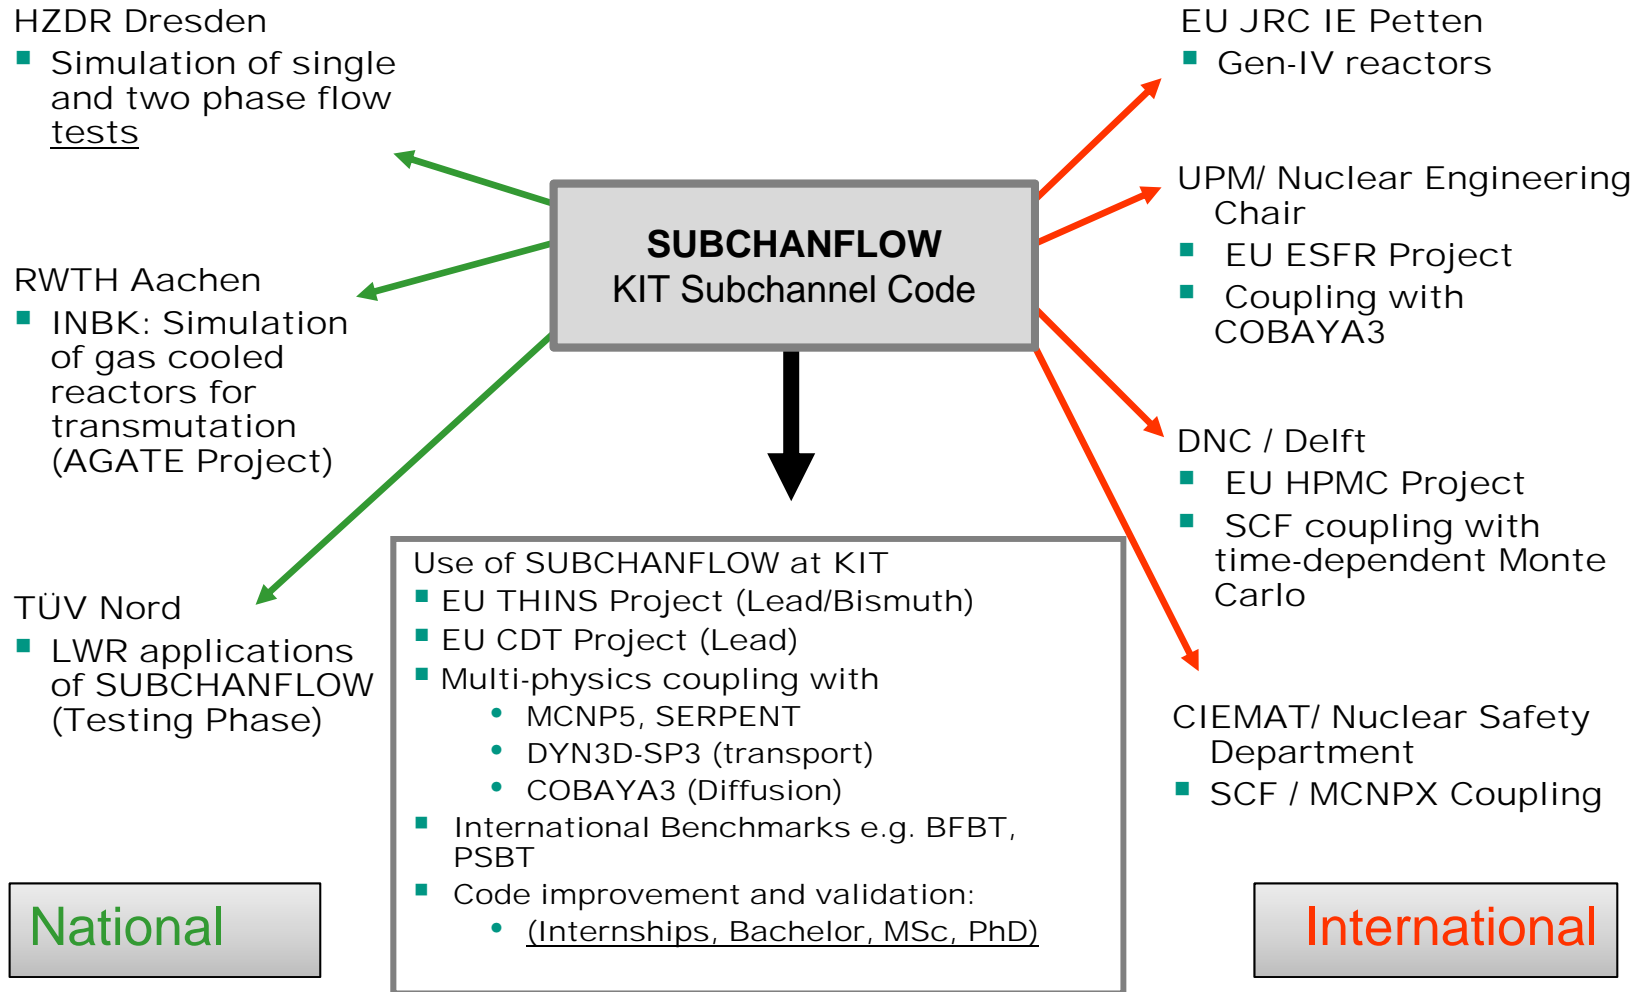 HZDR Dresden
▪ Simulation of single
and two phase flow
tests
RWTH Aachen
▪ INBK: Simulation
of gas cooled
reactors for
transmutation
(AGATE Project)
TÜV Nord
▪ LWR applications
of SUBCHANFLOW
(Testing Phase)
National
SUBCHANFLOW
KIT Subchannel Code
Use of SUBCHANFLOW at KIT
▪ EU THINS Project (Lead/Bismuth)
▪ EU CDT Project (Lead)
▪ Multi-physics coupling with
• MCNP5, SERPENT
• DYN3D-SP3 (transport)
• COBAYA3 (Diffusion)
▪ International Benchmarks e.g. BFBT,
PSBT
▪ Code improvement and validation:
• (Internships, Bachelor, MSc, PhD)
EU JRC IE Petten
▪ Gen-IV reactors
UPM/ Nuclear Engineering
Chair
▪ EU ESFR Project
▪ Coupling with
COBAYA3
DNC / Delft
▪ EU HPMC Project
▪ SCF coupling with
time-dependent Monte
Carlo
CIEMAT/ Nuclear Safety
Department
▪ SCF / MCNPX Coupling
International